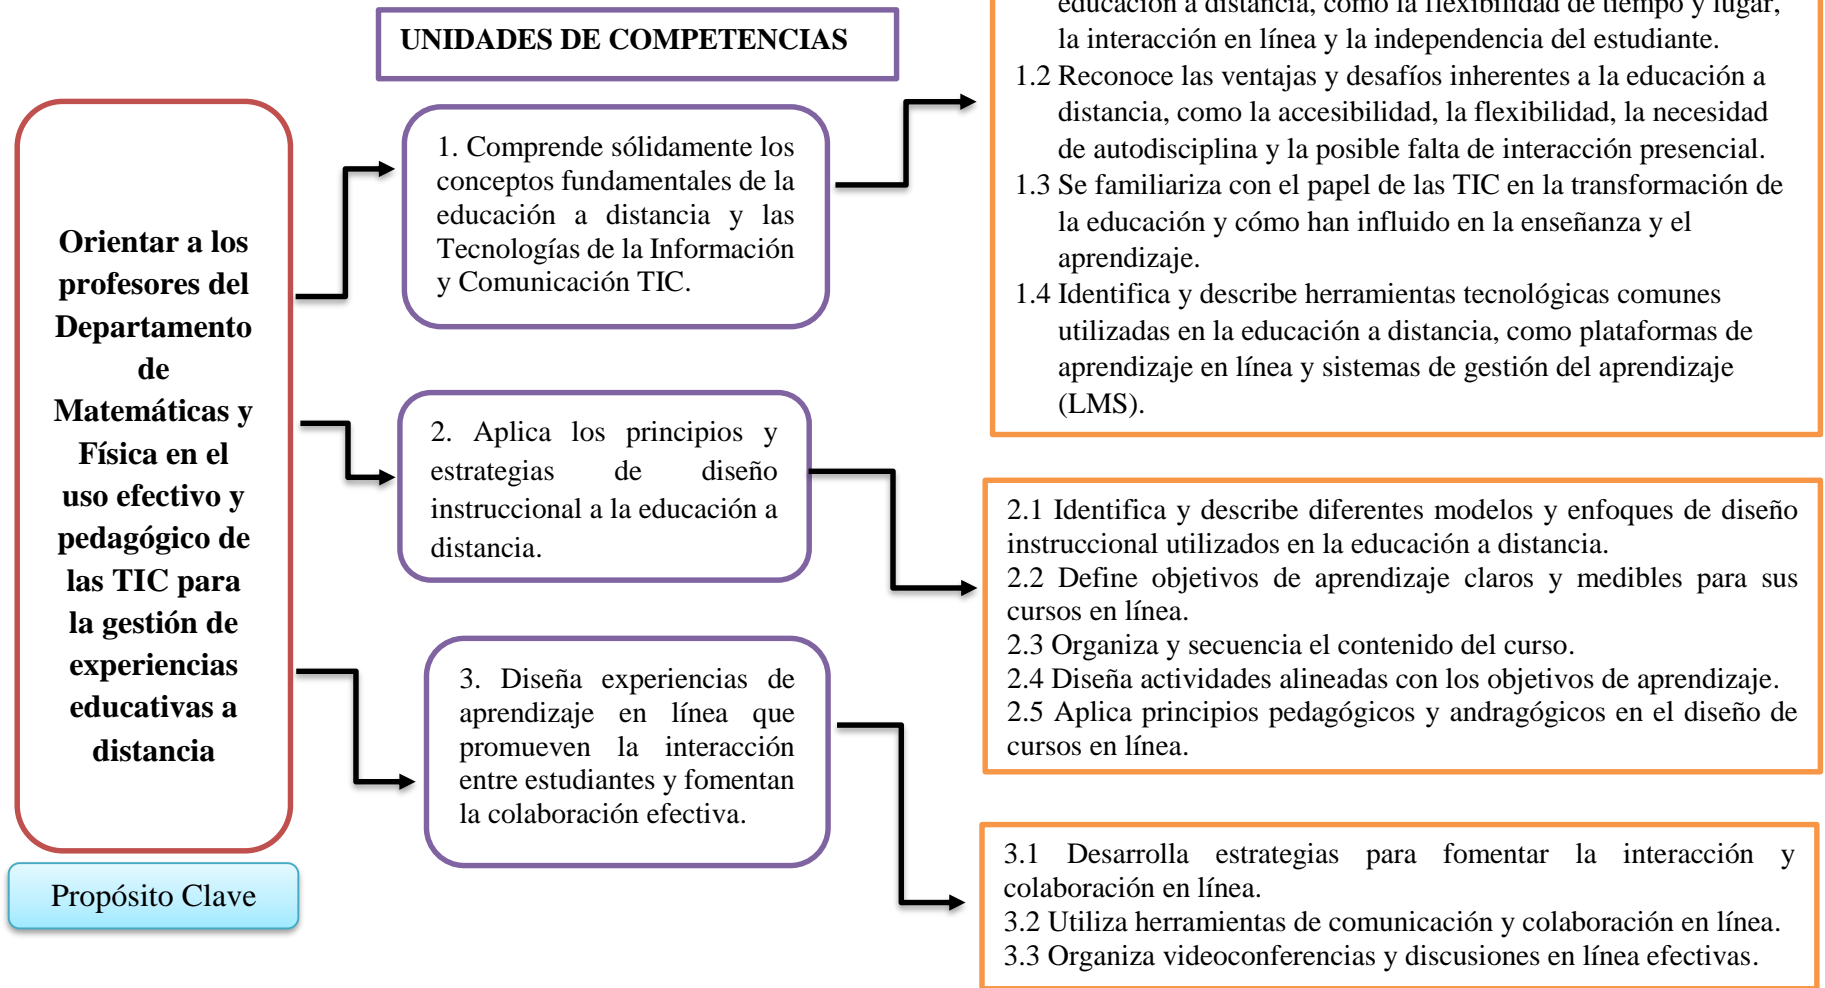 UNIDADES DE COMPETENCIAS
Orientar a los
profesores del
Departamento
de
Matemáticas y
Física en el
uso efectivo y
pedagógico de
las TIC para
la gestión de
experiencias
educativas a
distancia
Propósito Clave
1. Comprende sólidamente los
conceptos fundamentales de la
educación a distancia y las
Tecnologías de la Información
y Comunicación TIC.
2. Aplica los principios y
estrategias de diseño
instruccional a la educación a
distancia.
3. Diseña experiencias de
aprendizaje en línea que
promueven la interacción
entre estudiantes y fomentan
la colaboración efectiva.
educación a distancia, como la flexibilidad de tiempo y lugar,
la interacción en línea y la independencia del estudiante.
1.2 Reconoce las ventajas y desafíos inherentes a la educación a
distancia, como la accesibilidad, la flexibilidad, la necesidad
de autodisciplina y la posible falta de interacción presencial.
1.3 Se familiariza con el papel de las TIC en la transformación de
la educación y cómo han influido en la enseñanza y el
aprendizaje.
1.4 Identifica y describe herramientas tecnológicas comunes
utilizadas en la educación a distancia, como plataformas de
aprendizaje en línea y sistemas de gestión del aprendizaje
(LMS).
2.1 Identifica y describe diferentes modelos y enfoques de diseño
instruccional utilizados en la educación a distancia.
2.2 Define objetivos de aprendizaje claros y medibles para sus
cursos en línea.
2.3 Organiza y secuencia el contenido del curso.
2.4 Diseña actividades alineadas con los objetivos de aprendizaje.
2.5 Aplica principios pedagógicos y andragógicos en el diseño de
cursos en línea.
3.1 Desarrolla estrategias para fomentar la interacción y
colaboración en línea.
3.2 Utiliza herramientas de comunicación y colaboración en línea.
3.3 Organiza videoconferencias y discusiones en línea efectivas.